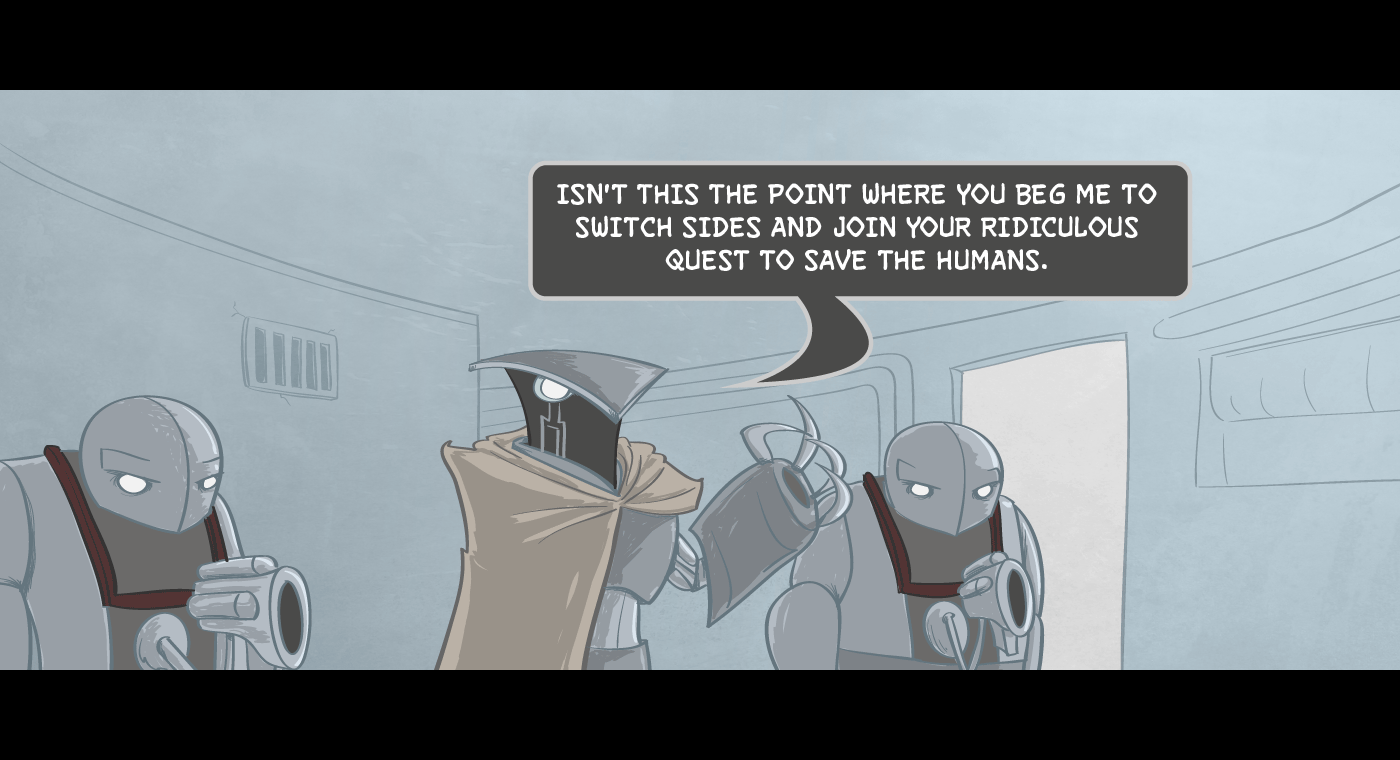 ISN'T THIS THE POINT WHERE YOU BEG ME TO
SWITCH SIDES AND JOIN YOUR RIDICULOUS
QUEST TO SAVE THE HUMANS.